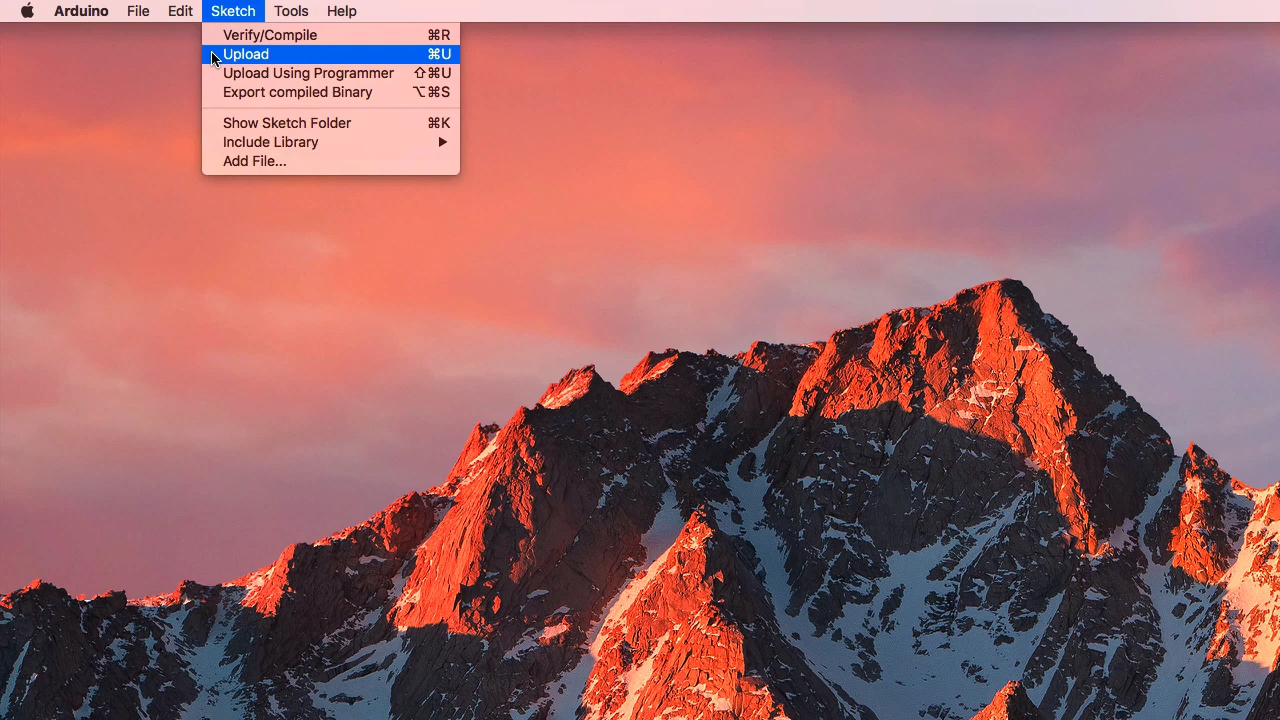 Arduino File Edit Sketch Tools Help
Verify/Compile ⌘R
Upload ⌘U
Upload Using Programmer ⇧⌘U
Export compiled Binary ⌥⌘S
Show Sketch Folder ⌘K
Include Library ▶
Add File...